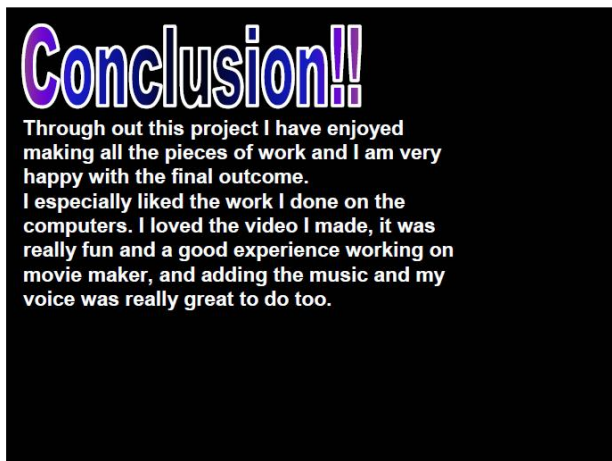 Conclusion!!
Through out this project I have enjoyed
making all the pieces of work and I am very
happy with the final outcome.
I especially liked the work I done on the
computers. I loved the video I made, it was
really fun and a good experience working on
movie maker, and adding the music and my
voice was really great to do too.